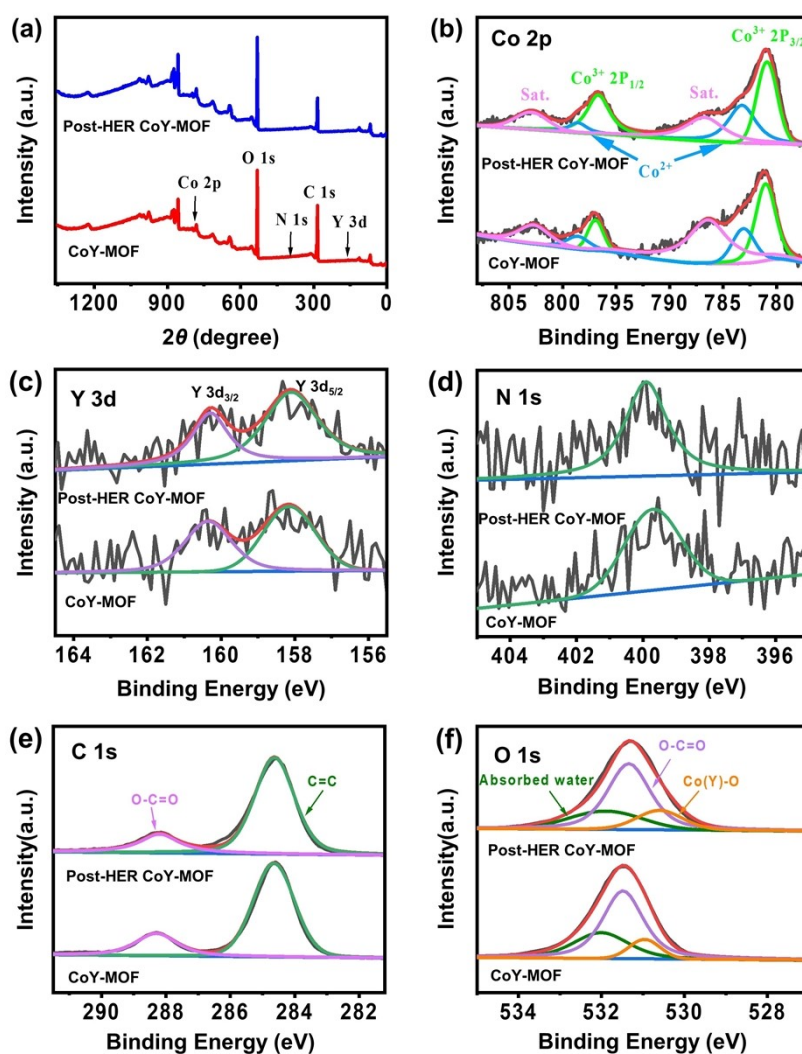 (a)
Intensity (a.u.)
Post-HER CoY-MOF
O 1s
Co 2p
C 1s
N 1s
Y 3d
CoY-MOF
1200 900 600 300 0
2θ (degree)
(b)
Intensity (a.u.)
Co 2p
Co³⁺ 2P₃/₂
Co³⁺ 2P₁/₂
Sat.
Sat.
Co²⁺
Post-HER CoY-MOF
CoY-MOF
805 800 795 790 785 780
Binding Energy (eV)
(c)
Intensity (a.u.)
Y 3d
Y 3d₃/₂
Y 3d₅/₂
Post-HER CoY-MOF
CoY-MOF
164 162 160 158 156
Binding Energy (eV)
(d)
Intensity (a.u.)
N 1s
Post-HER CoY-MOF
CoY-MOF
404 402 400 398 396
Binding Energy (eV)
(e)
Intensity(a.u.)
C 1s
C=C
O-C=O
Post-HER CoY-MOF
CoY-MOF
290 288 286 284 282
Binding Energy (eV)
(f)
Intensity(a.u.)
O 1s
O-C=O
Absorbed water
Co(Y)-O
Post-HER CoY-MOF
CoY-MOF
534 532 530 528
Binding Energy (eV)